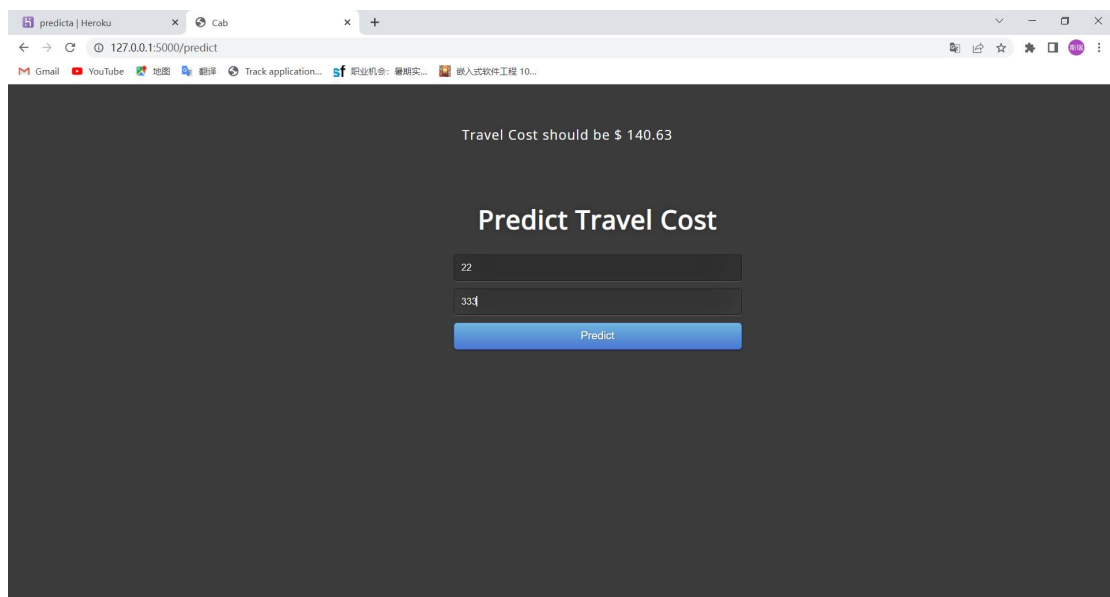 predicta | Heroku
Cab
127.0.0.1:5000/predict
Gmail YouTube 地图 翻译 Track application... sf 职业机会：暑期实... 嵌入式软件工程 10...
Travel Cost should be $ 140.63
Predict Travel Cost
22
333
Predict